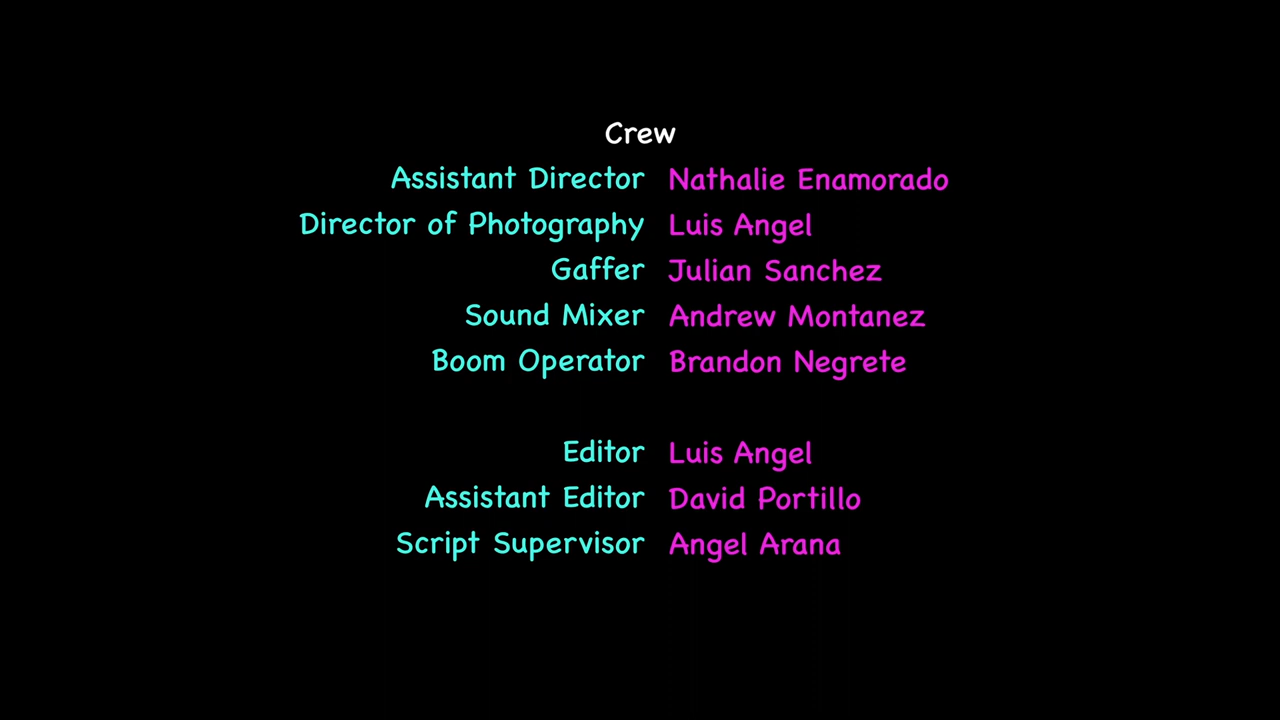 Crew
Assistant Director Nathalie Enamorado
Director of Photography Luis Angel
Gaffer Julian Sanchez
Sound Mixer Andrew Montanez
Boom Operator Brandon Negrete
Editor Luis Angel
Assistant Editor David Portillo
Script Supervisor Angel Arana